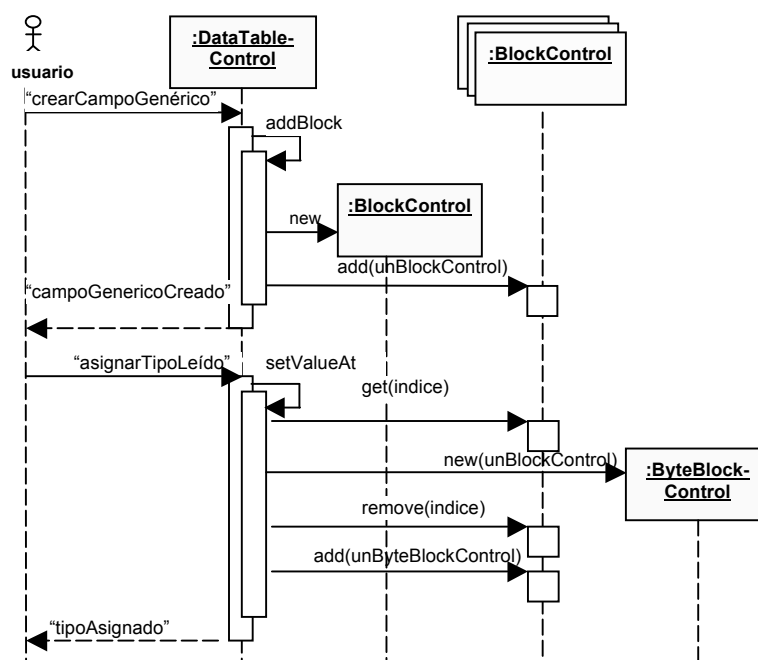 :DataTable-
Control
:BlockControl
usuario
“crearCampoGenérico”
addBlock
:BlockControl
new
add(unBlockControl)
“campoGenericoCreado”
“asignarTipoLeído”
setValueAt
get(indice)
new(unBlockControl)
:ByteBlock-
Control
remove(indice)
add(unByteBlockControl)
“tipoAsignado”